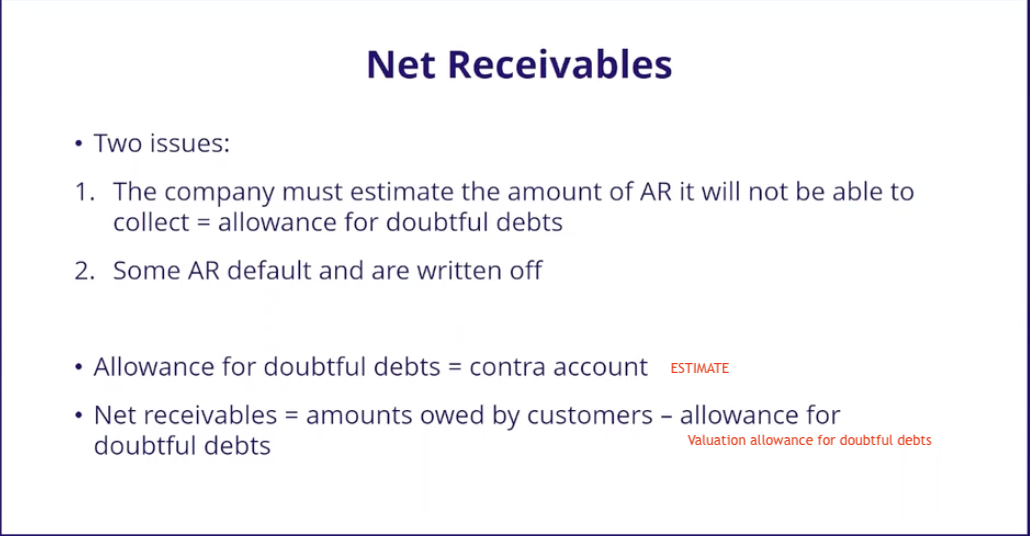 Net Receivables
• Two issues:
1. The company must estimate the amount of AR it will not be able to
collect = allowance for doubtful debts
2. Some AR default and are written off
• Allowance for doubtful debts = contra account ESTIMATE
• Net receivables = amounts owed by customers – allowance for
doubtful debts
Valuation allowance for doubtful debts